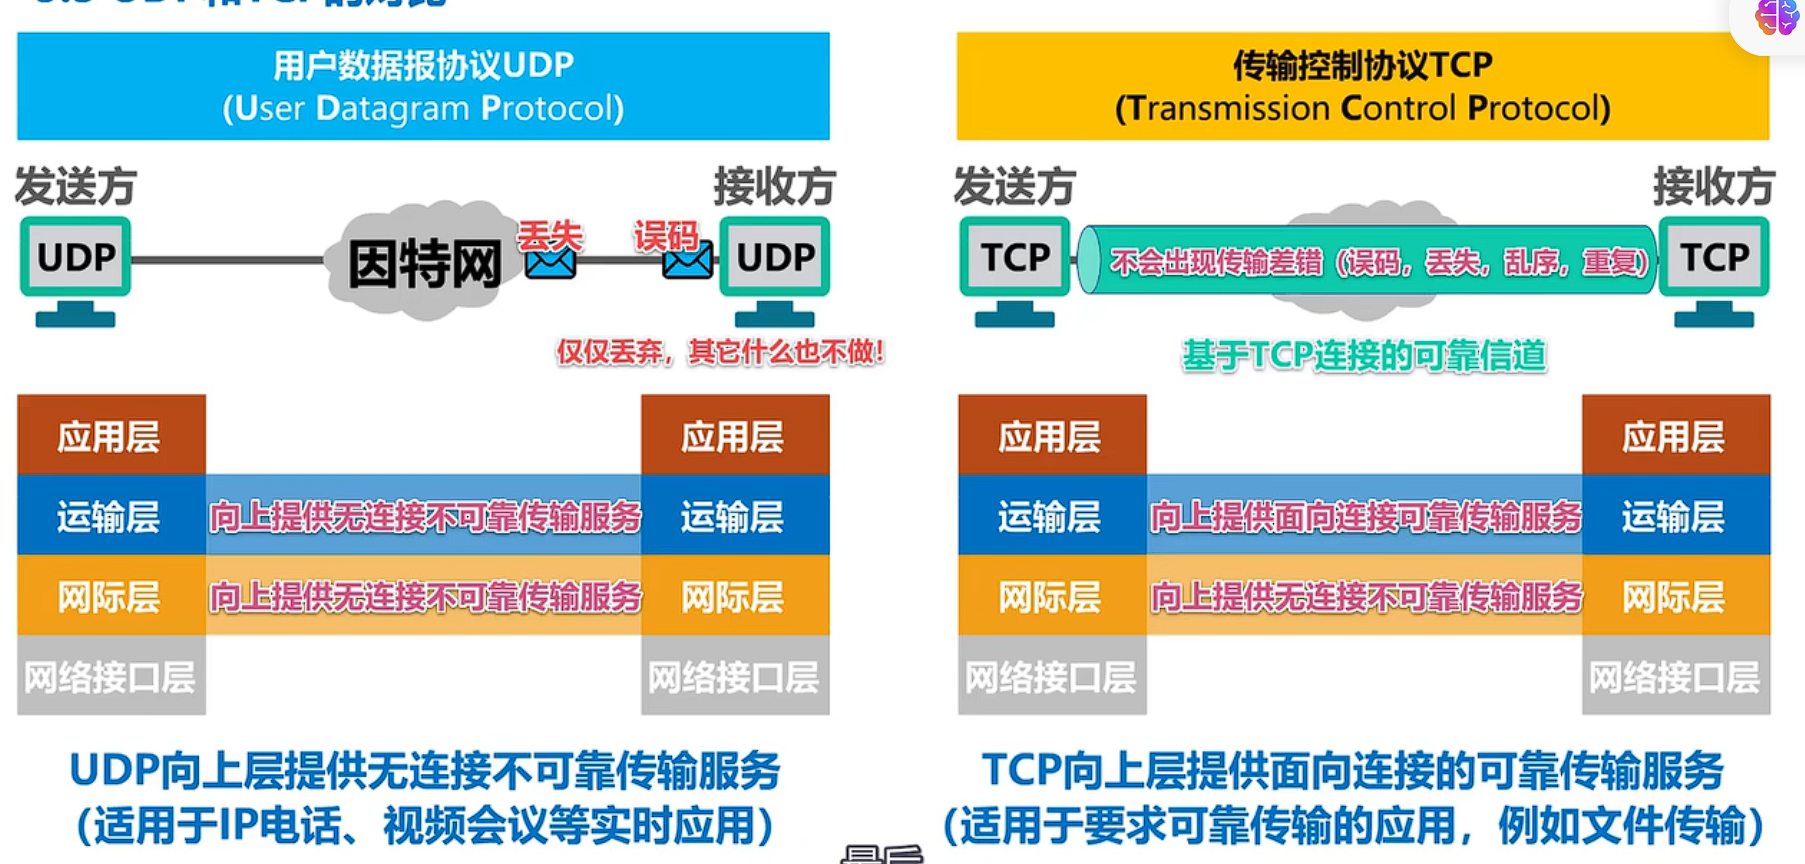 5.3 UDP和TCP的对比
用户数据报协议UDP
(User Datagram Protocol)
发送方
接收方
UDP
因特网
丢失
误码
UDP
仅仅丢弃，其它什么也不做！
应用层
应用层
运输层
向上提供无连接不可靠传输服务
运输层
网际层
向上提供无连接不可靠传输服务
网际层
网络接口层
网络接口层
UDP向上层提供无连接不可靠传输服务
（适用于IP电话、视频会议等实时应用）
传输控制协议TCP
(Transmission Control Protocol)
发送方
接收方
TCP
不会出现传输差错（误码，丢失，乱序，重复）
TCP
基于TCP连接的可靠信道
应用层
应用层
运输层
向上提供面向连接可靠传输服务
运输层
网际层
向上提供无连接不可靠传输服务
网际层
网络接口层
网络接口层
TCP向上层提供面向连接的可靠传输服务
（适用于要求可靠传输的应用，例如文件传输）
最后